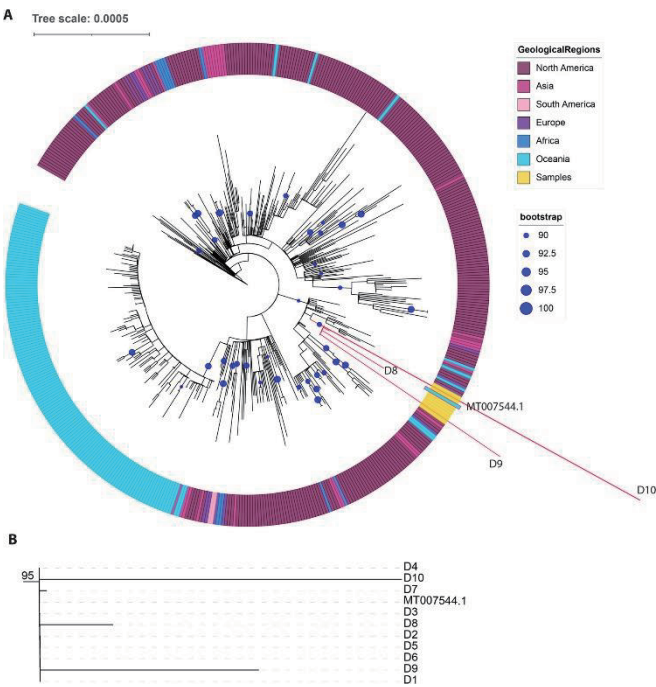 A
Tree scale: 0.0005
GeologicalRegions
North America
Asia
South America
Europe
Africa
Oceania
Samples
bootstrap
90
92.5
95
97.5
100
D8
MT007544.1
D9
D10
B
95
D4
D10
D7
MT007544.1
D3
D8
D2
D5
D6
D9
D1